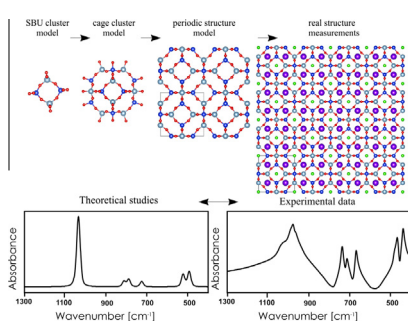 SBU cluster model
cage cluster model
periodic structure model
real structure measurements
Theoretical studies
Experimental data
Absorbance
1300 1100 900 700 500
Wavenumber [cm⁻¹]
Absorbance
1300 1100 900 700 500
Wavenumber [cm⁻¹]